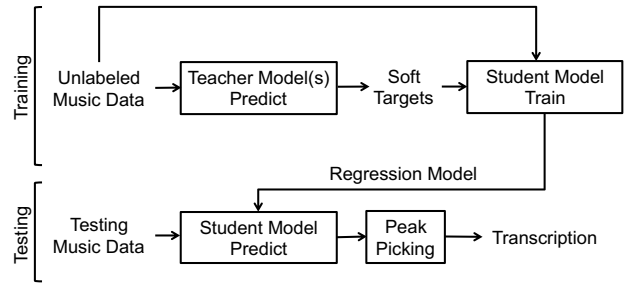 Training
Unlabeled
Music Data
Teacher Model(s)
Predict
Soft
Targets
Student Model
Train
Regression Model
Testing
Testing
Music Data
Student Model
Predict
Peak
Picking
Transcription